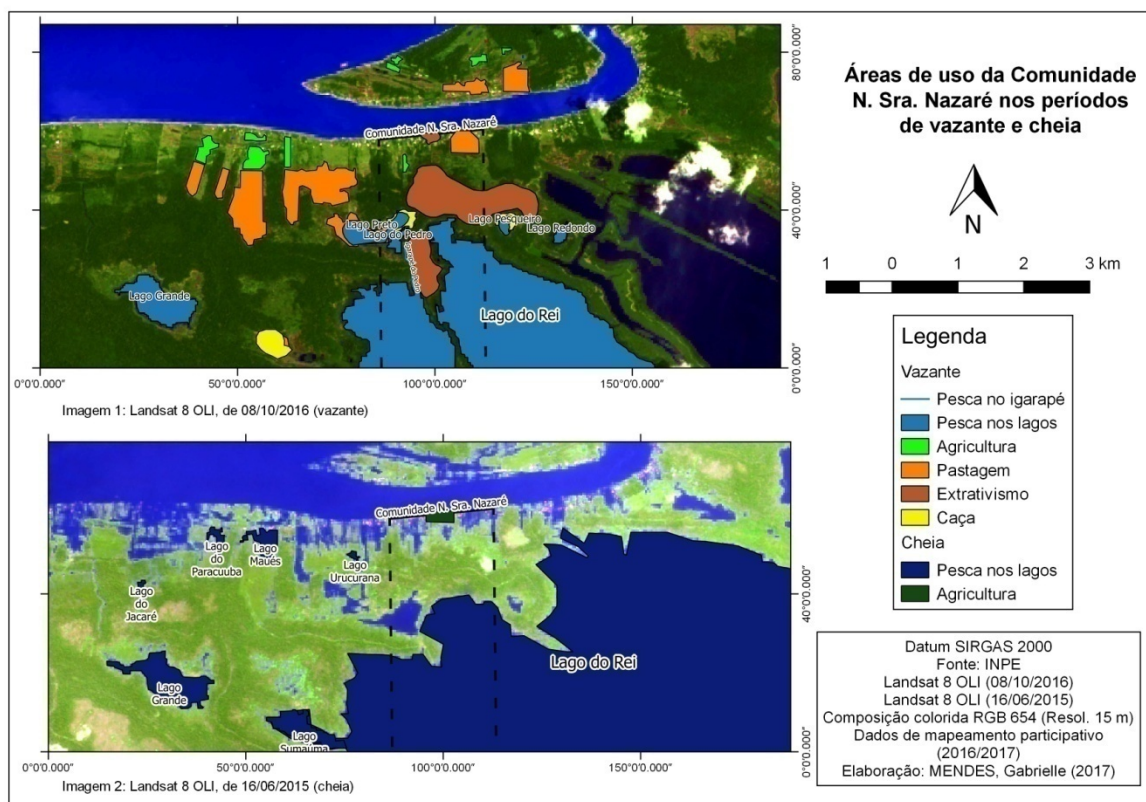 Áreas de uso da Comunidade
N. Sra. Nazaré nos períodos
de vazante e cheia
N
1 0 1 2 3 km
Legenda
Vazante
Pesca no igarapé
Pesca nos lagos
Agricultura
Pastagem
Extrativismo
Caça
Cheia
Pesca nos lagos
Agricultura
Datum SIRGAS 2000
Fonte: INPE
Landsat 8 OLI (08/10/2016)
Landsat 8 OLI (16/06/2015)
Composição colorida RGB 654 (Resol. 15 m)
Dados de mapeamento participativo
(2016/2017)
Elaboração: MENDES, Gabrielle (2017)
Comunidade N. Sra. Nazaré
Lago Preto
Lago do Pedro
Lago Pesqueiro
Lago Redondo
Lago Grande
Lago do Rei
80°0'0.000"
40°0'0.000"
0°0'0.000"
0°0'0.000" 50°0'0.000" 100°0'0.000" 150°0'0.000"
Imagem 1: Landsat 8 OLI, de 08/10/2016 (vazante)
Comunidade N. Sra. Nazaré
Lago
do
Paracuuba
Lago
Maués
Lago
Urucurana
Lago
do
Jacaré
Lago
Grande
Lago do Rei
Lago
Sumaúma
40°0'0.000"
0°0'0.000"
0°0'0.000" 50°0'0.000" 100°0'0.000" 150°0'0.000"
Imagem 2: Landsat 8 OLI, de 16/06/2015 (cheia)